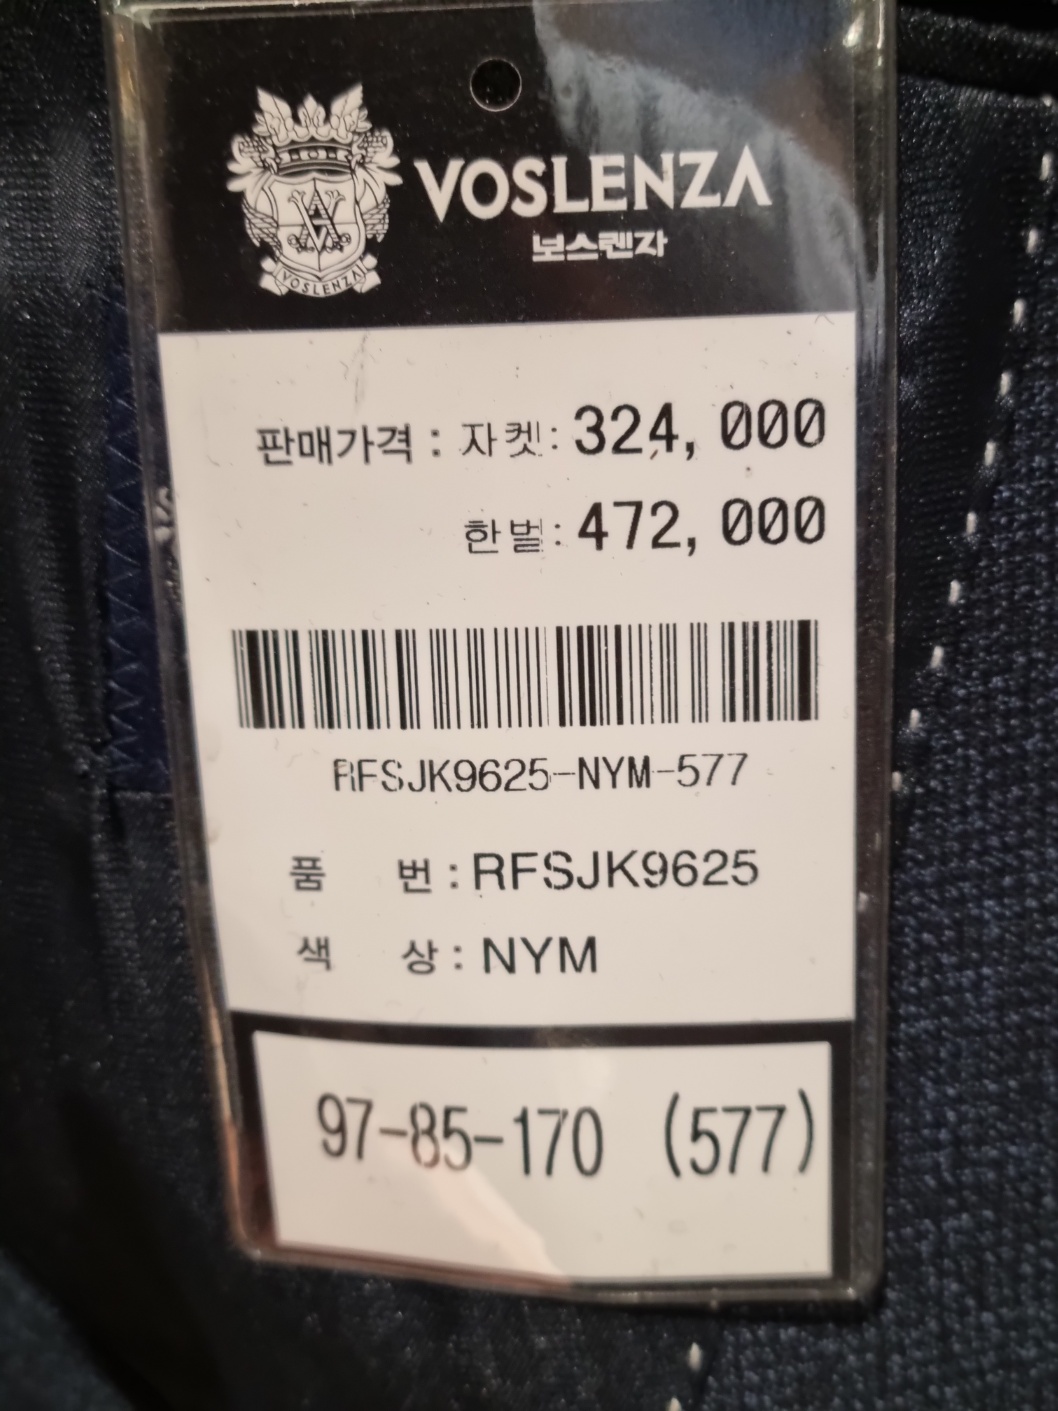 VOSLENZA
VOSLENZA
보스렌자
판매가격 : 자켓: 324,000
한벌: 472,000
RFSJK9625-NYM-577
품 번 : RFSJK9625
색 상 : NYM
97-85-170 (577)